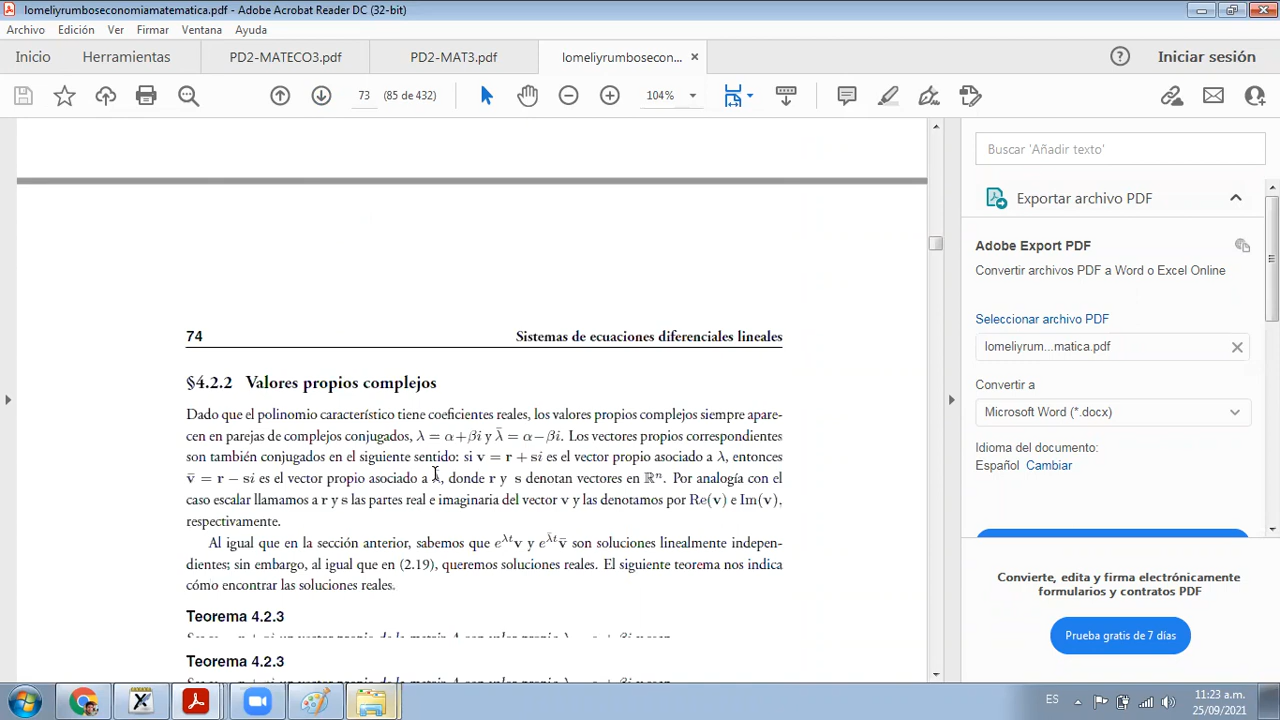 lomeliyrumboseconomiamatematica.pdf - Adobe Acrobat Reader DC (32-bit)
Archivo Edición Ver Firmar Ventana Ayuda
Inicio Herramientas PD2-MATECO3.pdf PD2-MAT3.pdf lomeliyrumbosecon... × Iniciar sesión
73 (85 de 432) 104%
Buscar 'Añadir texto'
Exportar archivo PDF
Adobe Export PDF
Convertir archivos PDF a Word o Excel Online
Seleccionar archivo PDF
lomeliyrum...matica.pdf
Convertir a
Microsoft Word (*.docx)
Idioma del documento:
Español Cambiar
Convierte, edita y firma electrónicamente
formularios y contratos PDF
Prueba gratis de 7 días
74 Sistemas de ecuaciones diferenciales lineales
§4.2.2 Valores propios complejos
Dado que el polinomio característico tiene coeficientes reales, los valores propios complejos siempre apare-
cen en parejas de complejos conjugados, λ = α+βi y λ̄ = α−βi. Los vectores propios correspondientes
son también conjugados en el siguiente sentido: si v = r + si es el vector propio asociado a λ, entonces
v̄ = r − si es el vector propio asociado a λ̄, donde r y s denotan vectores en ℝⁿ. Por analogía con el
caso escalar llamamos a r y s las partes real e imaginaria del vector v y las denotamos por Re(v) e Im(v),
respectivamente.
Al igual que en la sección anterior, sabemos que e^{λt}v y e^{λ̄t}v̄ son soluciones linealmente indepen-
dientes; sin embargo, al igual que en (2.19), queremos soluciones reales. El siguiente teorema nos indica
cómo encontrar las soluciones reales.
Teorema 4.2.3
Teorema 4.2.3
ES 11:23 a.m.
25/09/2021